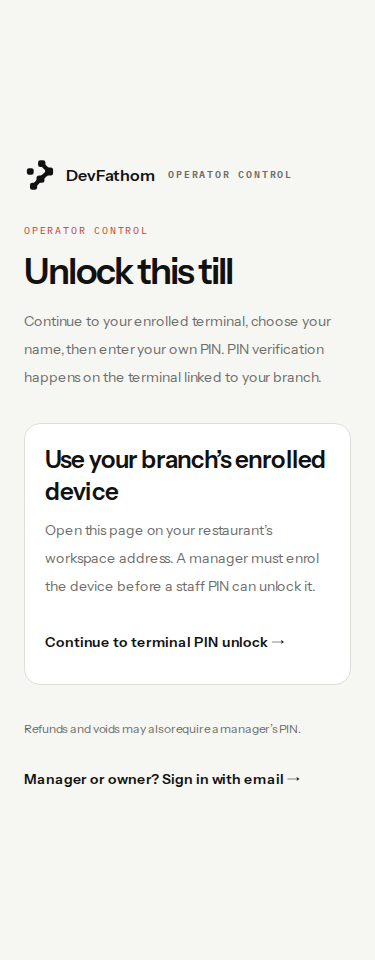 DevFathom OPERATOR CONTROL
OPERATOR CONTROL
Unlock this till
Continue to your enrolled terminal, choose your
name, then enter your own PIN. PIN verification
happens on the terminal linked to your branch.
Use your branch’s enrolled
device
Open this page on your restaurant’s
workspace address. A manager must enrol
the device before a staff PIN can unlock it.
Continue to terminal PIN unlock →
Refunds and voids may also require a manager’s PIN.
Manager or owner? Sign in with email →